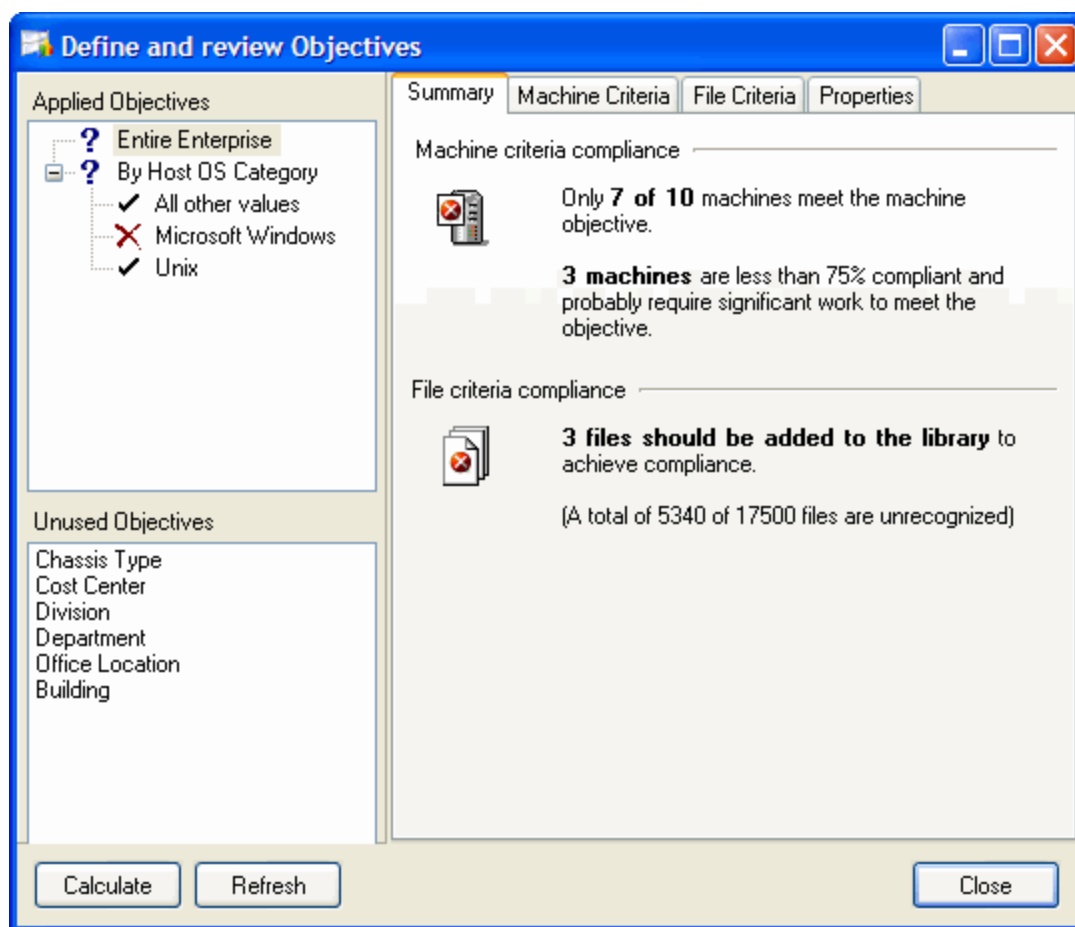 Define and review Objectives
Applied Objectives
? Entire Enterprise
? By Host OS Category
All other values
Microsoft Windows
Unix
Unused Objectives
Chassis Type
Cost Center
Division
Department
Office Location
Building
Summary
Machine Criteria
File Criteria
Properties
Machine criteria compliance
Only 7 of 10 machines meet the machine
objective.
3 machines are less than 75% compliant and
probably require significant work to meet the
objective.
File criteria compliance
3 files should be added to the library to
achieve compliance.
(A total of 5340 of 17500 files are unrecognized)
Calculate
Refresh
Close